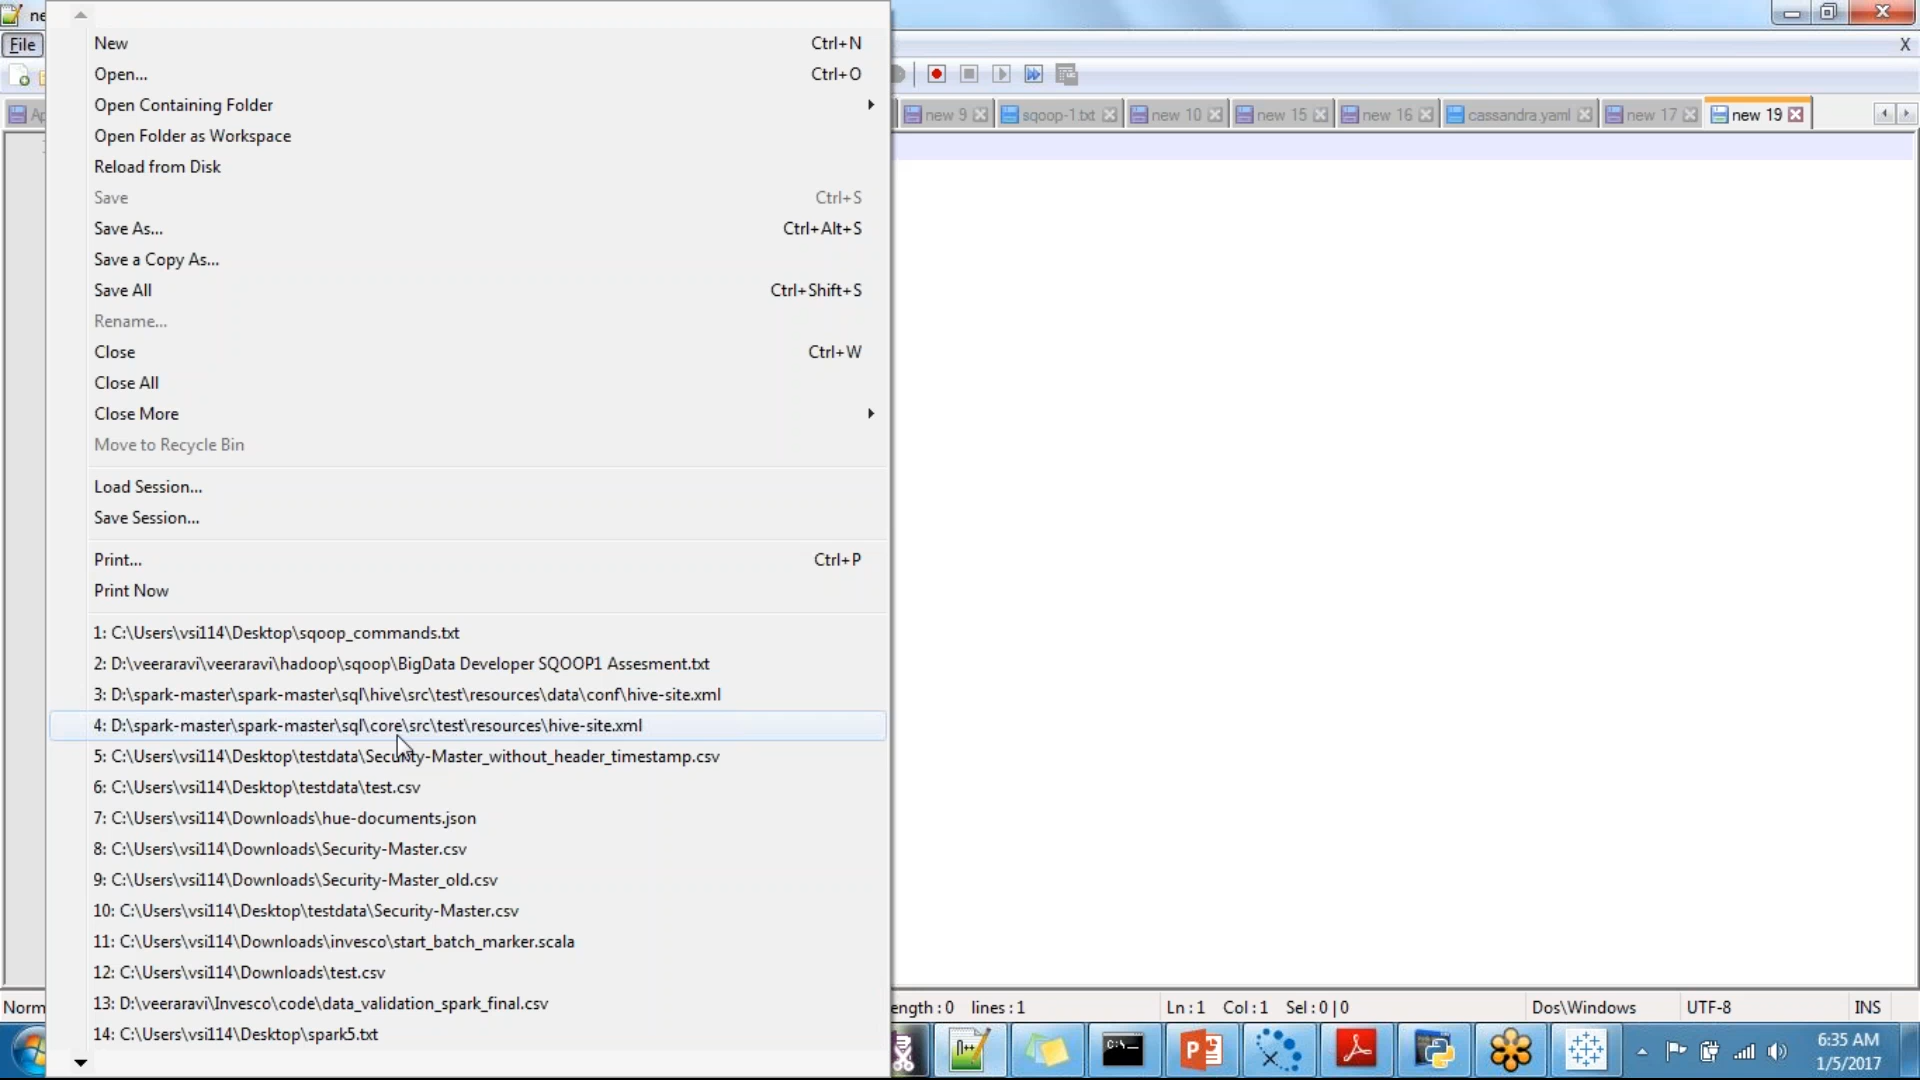 ne
File
X
New Ctrl+N
Open... Ctrl+O
Open Containing Folder
Open Folder as Workspace
Reload from Disk
Save Ctrl+S
Save As... Ctrl+Alt+S
Save a Copy As...
Save All Ctrl+Shift+S
Rename...
Close Ctrl+W
Close All
Close More
Move to Recycle Bin
Load Session...
Save Session...
Print... Ctrl+P
Print Now
1: C:\Users\vsi114\Desktop\sqoop_commands.txt
2: D:\veeraravi\veeraravi\hadoop\sqoop\BigData Developer SQOOP1 Assesment.txt
3: D:\spark-master\spark-master\sql\hive\src\test\resources\data\conf\hive-site.xml
4: D:\spark-master\spark-master\sql\core\src\test\resources\hive-site.xml
5: C:\Users\vsi114\Desktop\testdata\Security-Master_without_header_timestamp.csv
6: C:\Users\vsi114\Desktop\testdata\test.csv
7: C:\Users\vsi114\Downloads\hue-documents.json
8: C:\Users\vsi114\Downloads\Security-Master.csv
9: C:\Users\vsi114\Downloads\Security-Master_old.csv
10: C:\Users\vsi114\Desktop\testdata\Security-Master.csv
11: C:\Users\vsi114\Downloads\invesco\start_batch_marker.scala
12: C:\Users\vsi114\Downloads\test.csv
13: D:\veeraravi\Invesco\code\data_validation_spark_final.csv
14: C:\Users\vsi114\Desktop\spark5.txt
Ap new 9 sqoop-1.txt new 10 new 15 new 16 cassandra.yaml new 17 new 19
Norm ength : 0 lines : 1 Ln : 1 Col : 1 Sel : 0 | 0 Dos\Windows UTF-8 INS
6:35 AM
1/5/2017